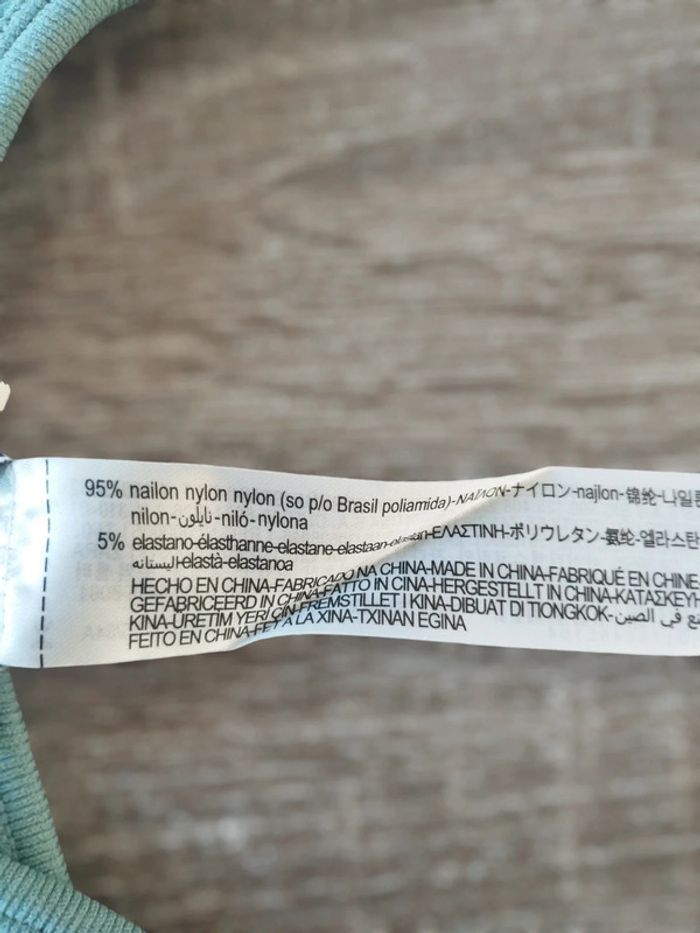 95% nailon nylon nylon (so p/o Brasil poliamida)-ΝΑΪΛΟΝ-ナイロン-najlon-锦纶-나일론
nilon-نايلون-niló-nylona
5% elastano-élasthanne-elastane-elastaan-elastan-ΕΛΑΣΤΙΝΗ-ポリウレタン-氨纶-엘라스탄
اليستانه-elastà-elastanoa
HECHO EN CHINA-FABRICADO NA CHINA-MADE IN CHINA-FABRIQUÉ EN CHINE
GEFABRICEERD IN CHINA-FATTO IN CINA-HERGESTELLT IN CHINA-ΚΑΤΑΣΚΕΥΗ
KINA-ÜRETIM YERI ÇIN-FREMSTILLET I KINA-DIBUAT DI TIONGKOK-ع في الصين
FEITO EN CHINA-FET A LA XINA-TXINAN EGINA